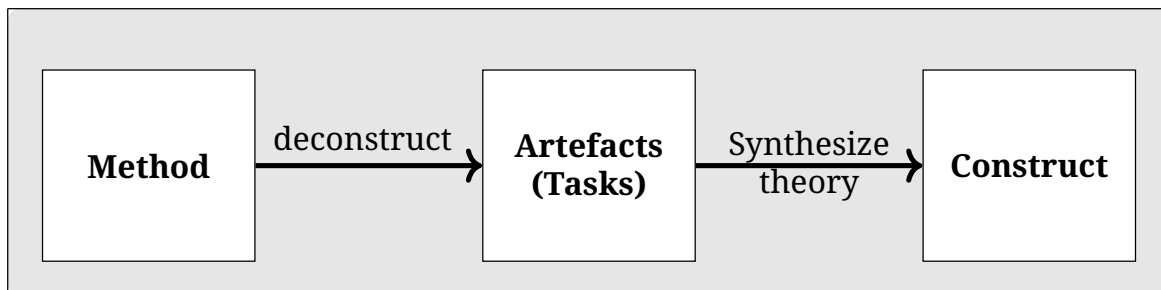 Method
deconstruct
Artefacts
(Tasks)
Synthesize
theory
Construct